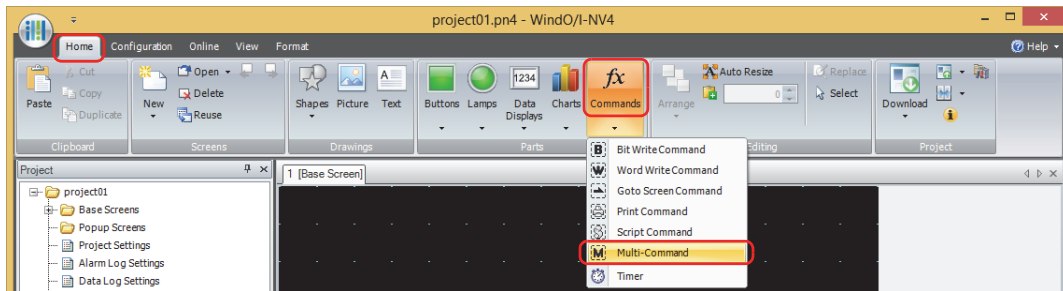 project01.pn4 - WindO/I-NV4
Home Configuration Online View Format Help
Paste Cut Copy Duplicate
New Open Delete Reuse
Shapes Picture Text
Buttons Lamps Data Displays Charts Commands
Arrange Auto Resize 0 Replace Select
Download
Clipboard Screens Drawings Parts Editing Project
Project
project01
Base Screens
Popup Screens
Project Settings
Alarm Log Settings
Data Log Settings
1 [Base Screen]
B Bit Write Command
W Word Write Command
Goto Screen Command
Print Command
S Script Command
M Multi-Command
Timer
1234
fx
A